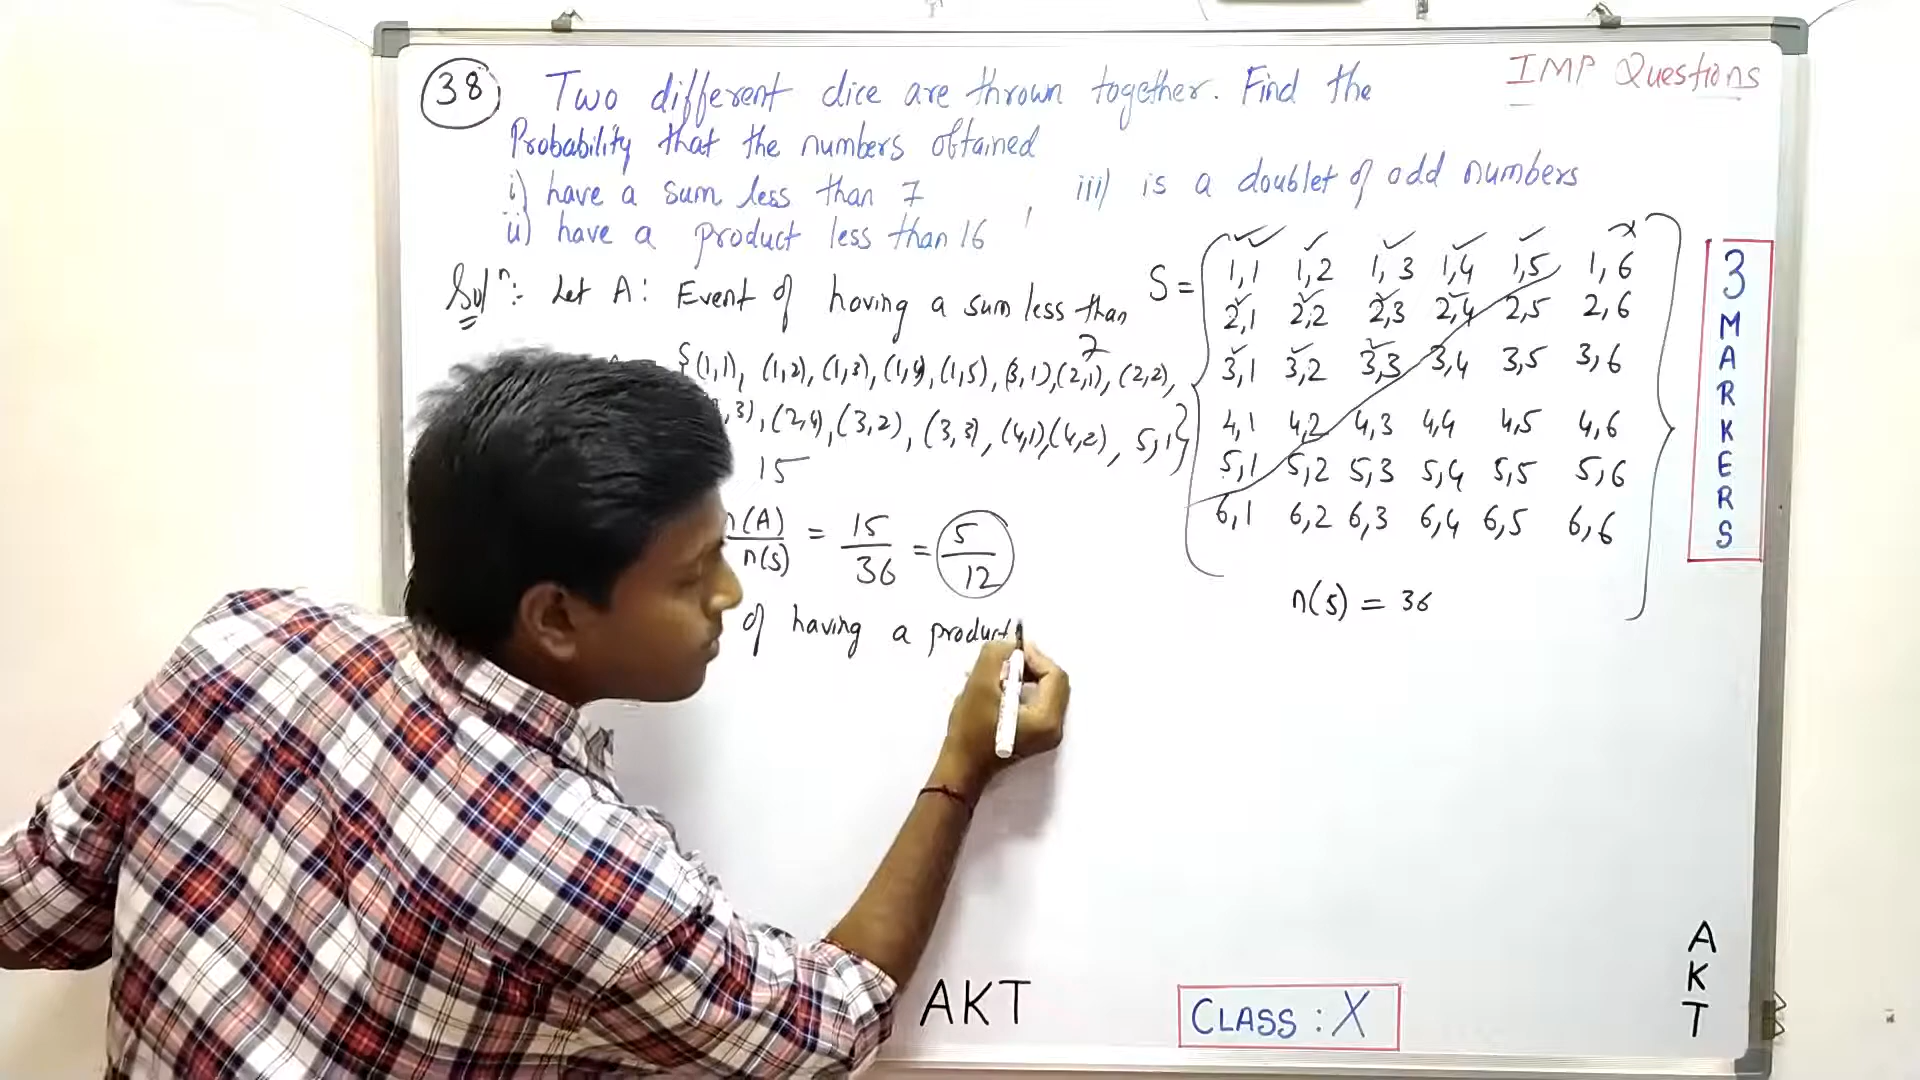 38 Two different dice are thrown together. Find the
Probability that the numbers obtained
i) have a sum less than 7
ii) have a product less than 16,
iii) is a doublet of odd numbers
IMP Questions
Solⁿ:- Let A: Event of having a sum less than 7
{(1,1), (1,2), (1,3), (1,4), (1,5), (3,1), (2,1), (2,2),
3), (2,4), (3,2), (3,3), (4,1), (4,2), 5,1}
15
n(A)/n(S) = 15/36 = 5/12
of having a product
S = { 1,1 1,2 1,3 1,4 1,5 1,6
2,1 2,2 2,3 2,4 2,5 2,6
3,1 3,2 3,3 3,4 3,5 3,6
4,1 4,2 4,3 4,4 4,5 4,6
5,1 5,2 5,3 5,4 5,5 5,6
6,1 6,2 6,3 6,4 6,5 6,6 }
n(S) = 36
3 MARKERS
AKT
CLASS : X
AKT